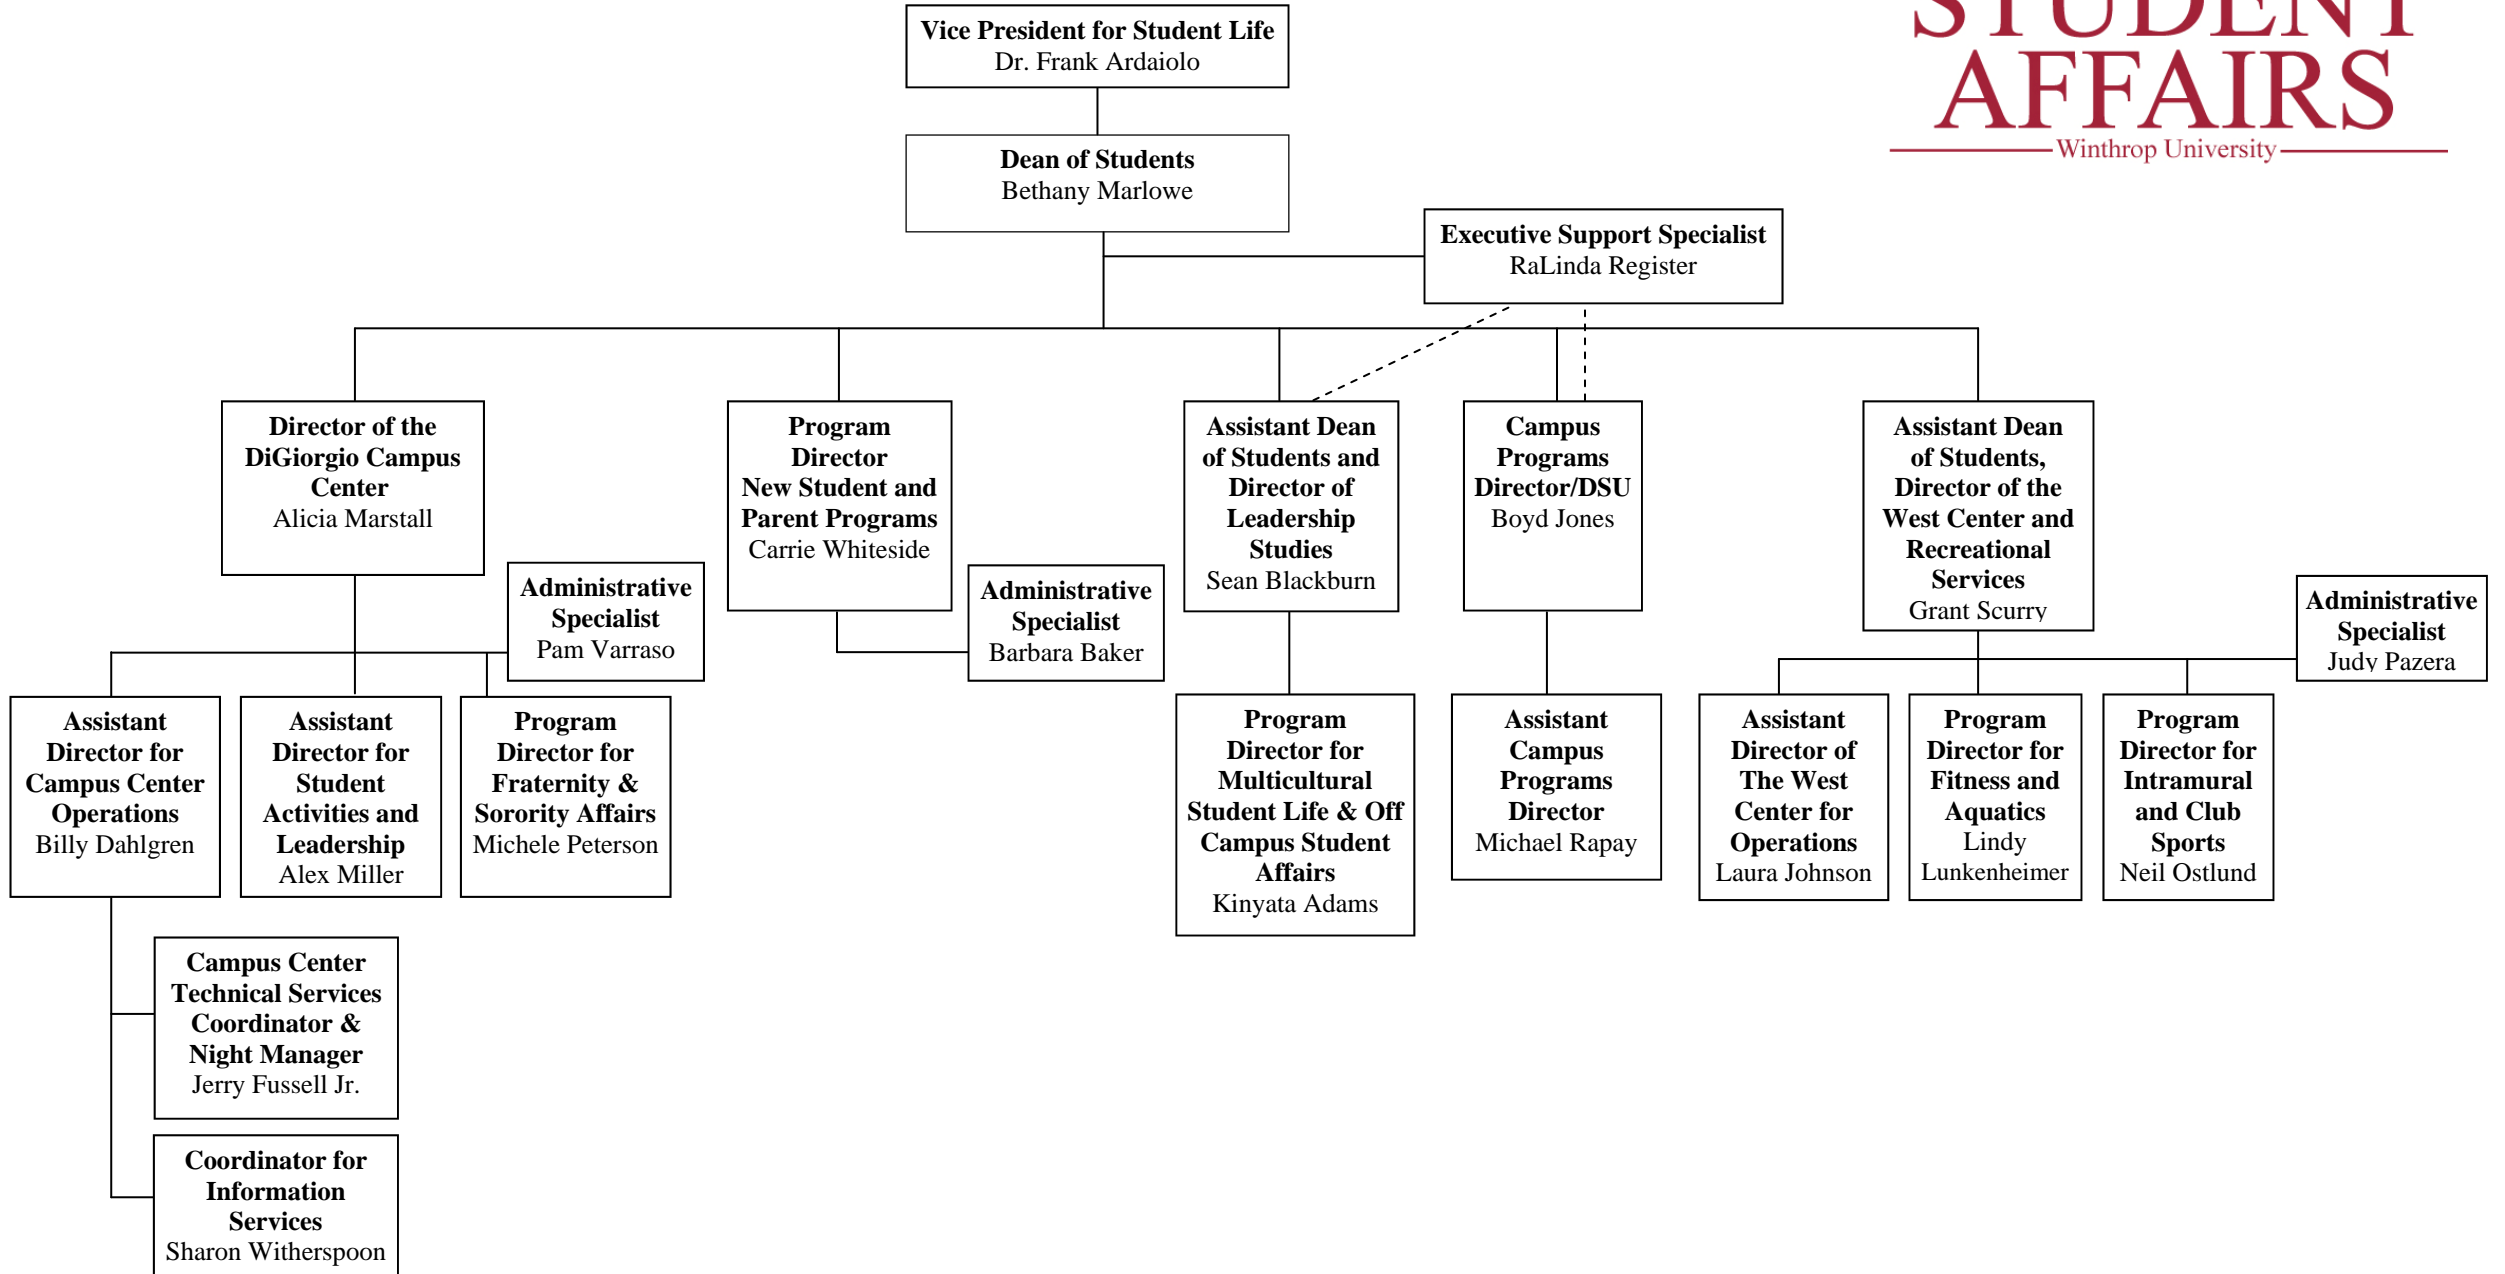 STUDENT
AFFAIRS
Winthrop University
Vice President for Student Life
Dr. Frank Ardaiolo
Dean of Students
Bethany Marlowe
Executive Support Specialist
RaLinda Register
Director of the
DiGiorgio Campus
Center
Alicia Marstall
Program
Director
New Student and
Parent Programs
Carrie Whiteside
Assistant Dean
of Students and
Director of
Leadership
Studies
Sean Blackburn
Campus
Programs
Director/DSU
Boyd Jones
Assistant Dean
of Students,
Director of the
West Center and
Recreational
Services
Grant Scurry
Administrative
Specialist
Pam Varraso
Administrative
Specialist
Barbara Baker
Administrative
Specialist
Judy Pazera
Assistant
Director for
Campus Center
Operations
Billy Dahlgren
Assistant
Director for
Student
Activities and
Leadership
Alex Miller
Program
Director for
Fraternity &
Sorority Affairs
Michele Peterson
Program
Director for
Multicultural
Student Life & Off
Campus Student
Affairs
Kinyata Adams
Assistant
Campus
Programs
Director
Michael Rapay
Assistant
Director of
The West
Center for
Operations
Laura Johnson
Program
Director for
Fitness and
Aquatics
Lindy
Lunkenheimer
Program
Director for
Intramural
and Club
Sports
Neil Ostlund
Campus Center
Technical Services
Coordinator &
Night Manager
Jerry Fussell Jr.
Coordinator for
Information
Services
Sharon Witherspoon